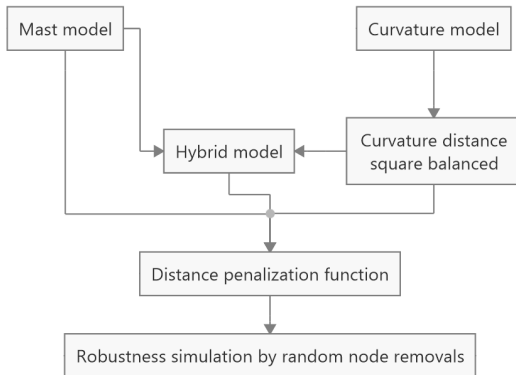 Mast model
Curvature model
Hybrid model
Curvature distance
square balanced
Distance penalization function
Robustness simulation by random node removals